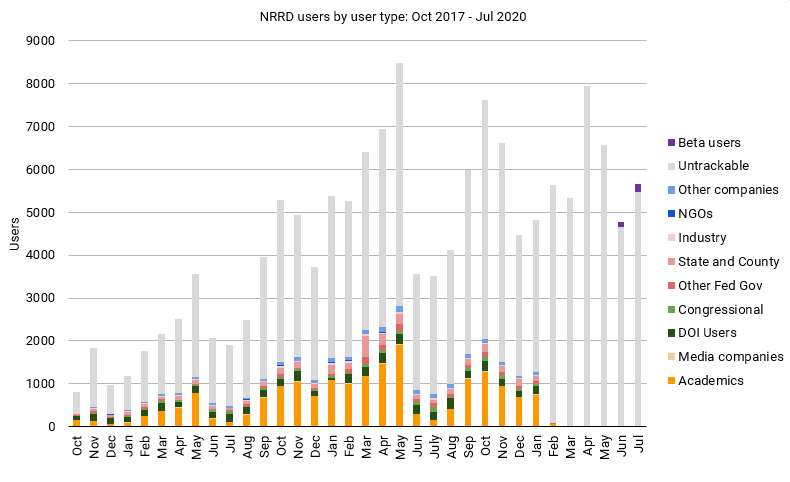 NRRD users by user type: Oct 2017 - Jul 2020
9000
8000
7000
6000
5000
4000
3000
2000
1000
0
Users
Oct
Nov
Dec
Jan
Feb
Mar
Apr
May
Jun
Jul
Aug
Sep
Oct
Nov
Dec
Jan
Feb
Mar
Apr
May
Jun
July
Aug
Sep
Oct
Nov
Dec
Jan
Feb
Mar
Apr
May
Jun
Jul
Beta users
Untrackable
Other companies
NGOs
Industry
State and County
Other Fed Gov
Congressional
DOI Users
Media companies
Academics